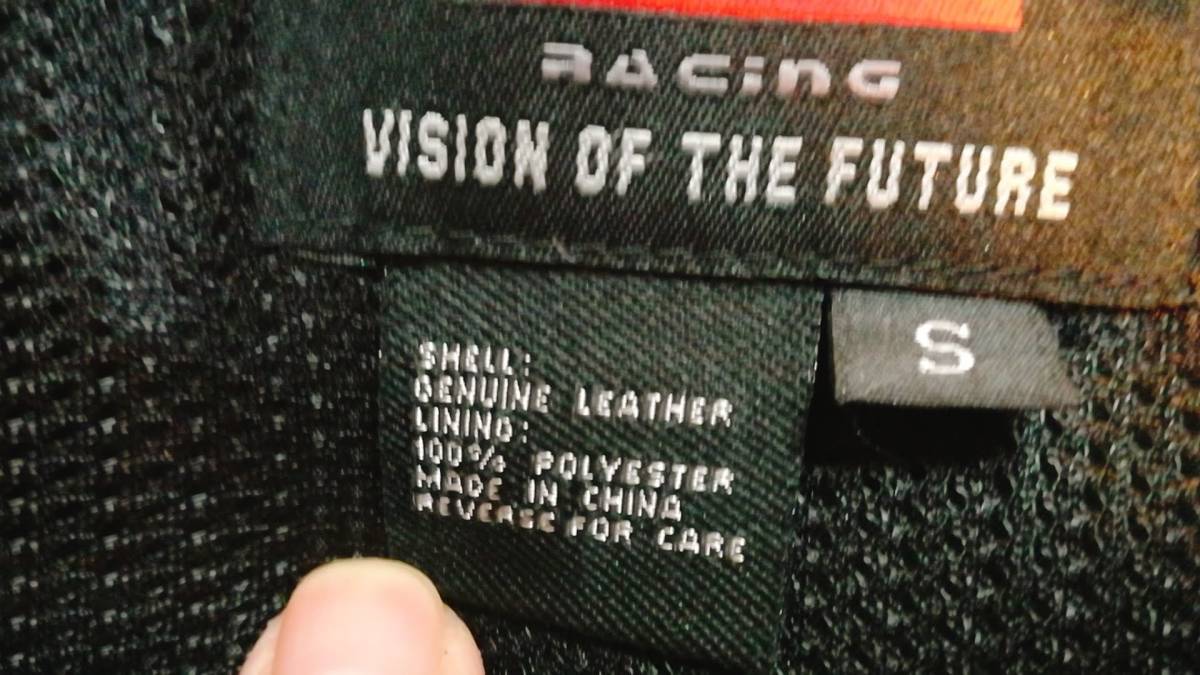 RACinG
VISION OF THE FUTURE
S
SHELL:
GENUINE LEATHER
LINING:
100% POLYESTER
MADE IN CHINA
REVERSE FOR CARE